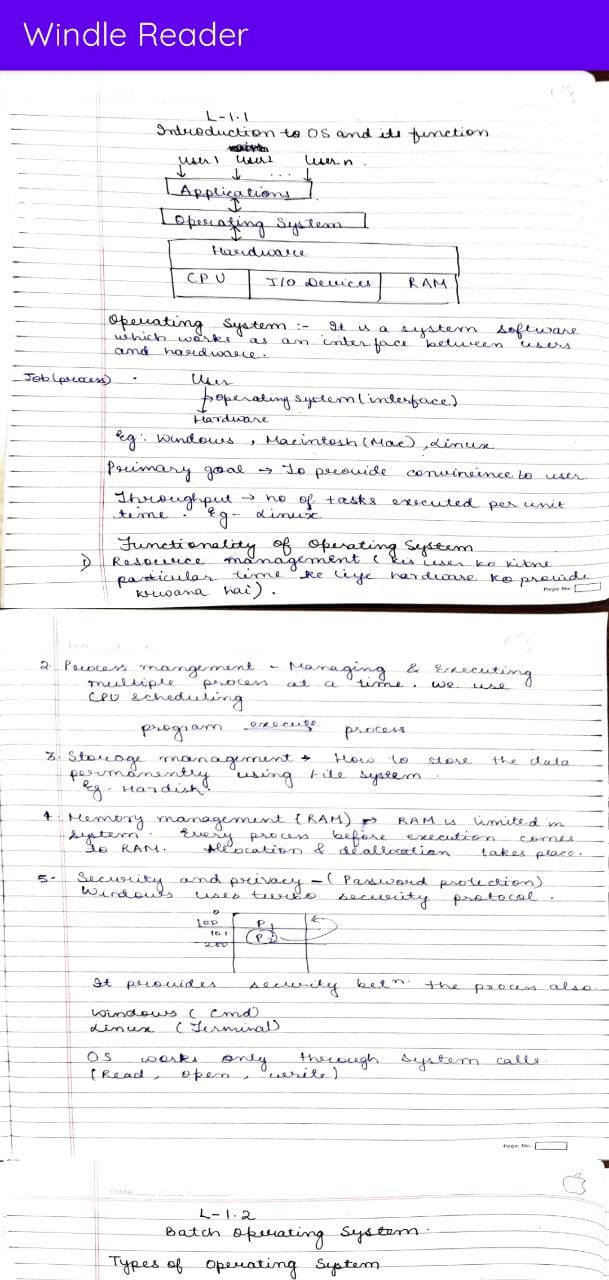 Windle Reader
L-1.1
Introduction to OS and its function
user 1 user2 ... user n.
Applications
Operating System
Hardware
CPU I/O Devices RAM
Operating System :- It is a system software
which works as an interface between users
and hardware.
Job (process) . User
operating system (interface)
Hardware
Eg: Windows, Macintosh (Mac), Linux
Primary goal → To provide convineince to user
Throughput → no of tasks executed per unit
time. Eg - Linux
Functionality of Operating System
1) Resource management ( kis user ko kitne
particular time ke liye hardware ko provide
krwana hai).
Page No.
Date
2. Process mangement - Managing & Executing
multiple process at a time. We use
CPU scheduling
program execute process
3. Storage management → How to store the data
permanently using File System.
Eg - Hardisk.
4. Memory management (RAM) → RAM is limited in
system. Every process before execution comes
to RAM. Allocation & deallocation takes place.
5. Security and privacy - (Password protection)
Windows uses security protocol.
0
100 P1
101 P2
200
It provides security betn. the process also.
Windows (Cmd)
Linux (Terminal)
OS works only through system calls.
(Read, open, write)
Page No.
Date
L-1.2
Batch operating System.
Types of Operating System